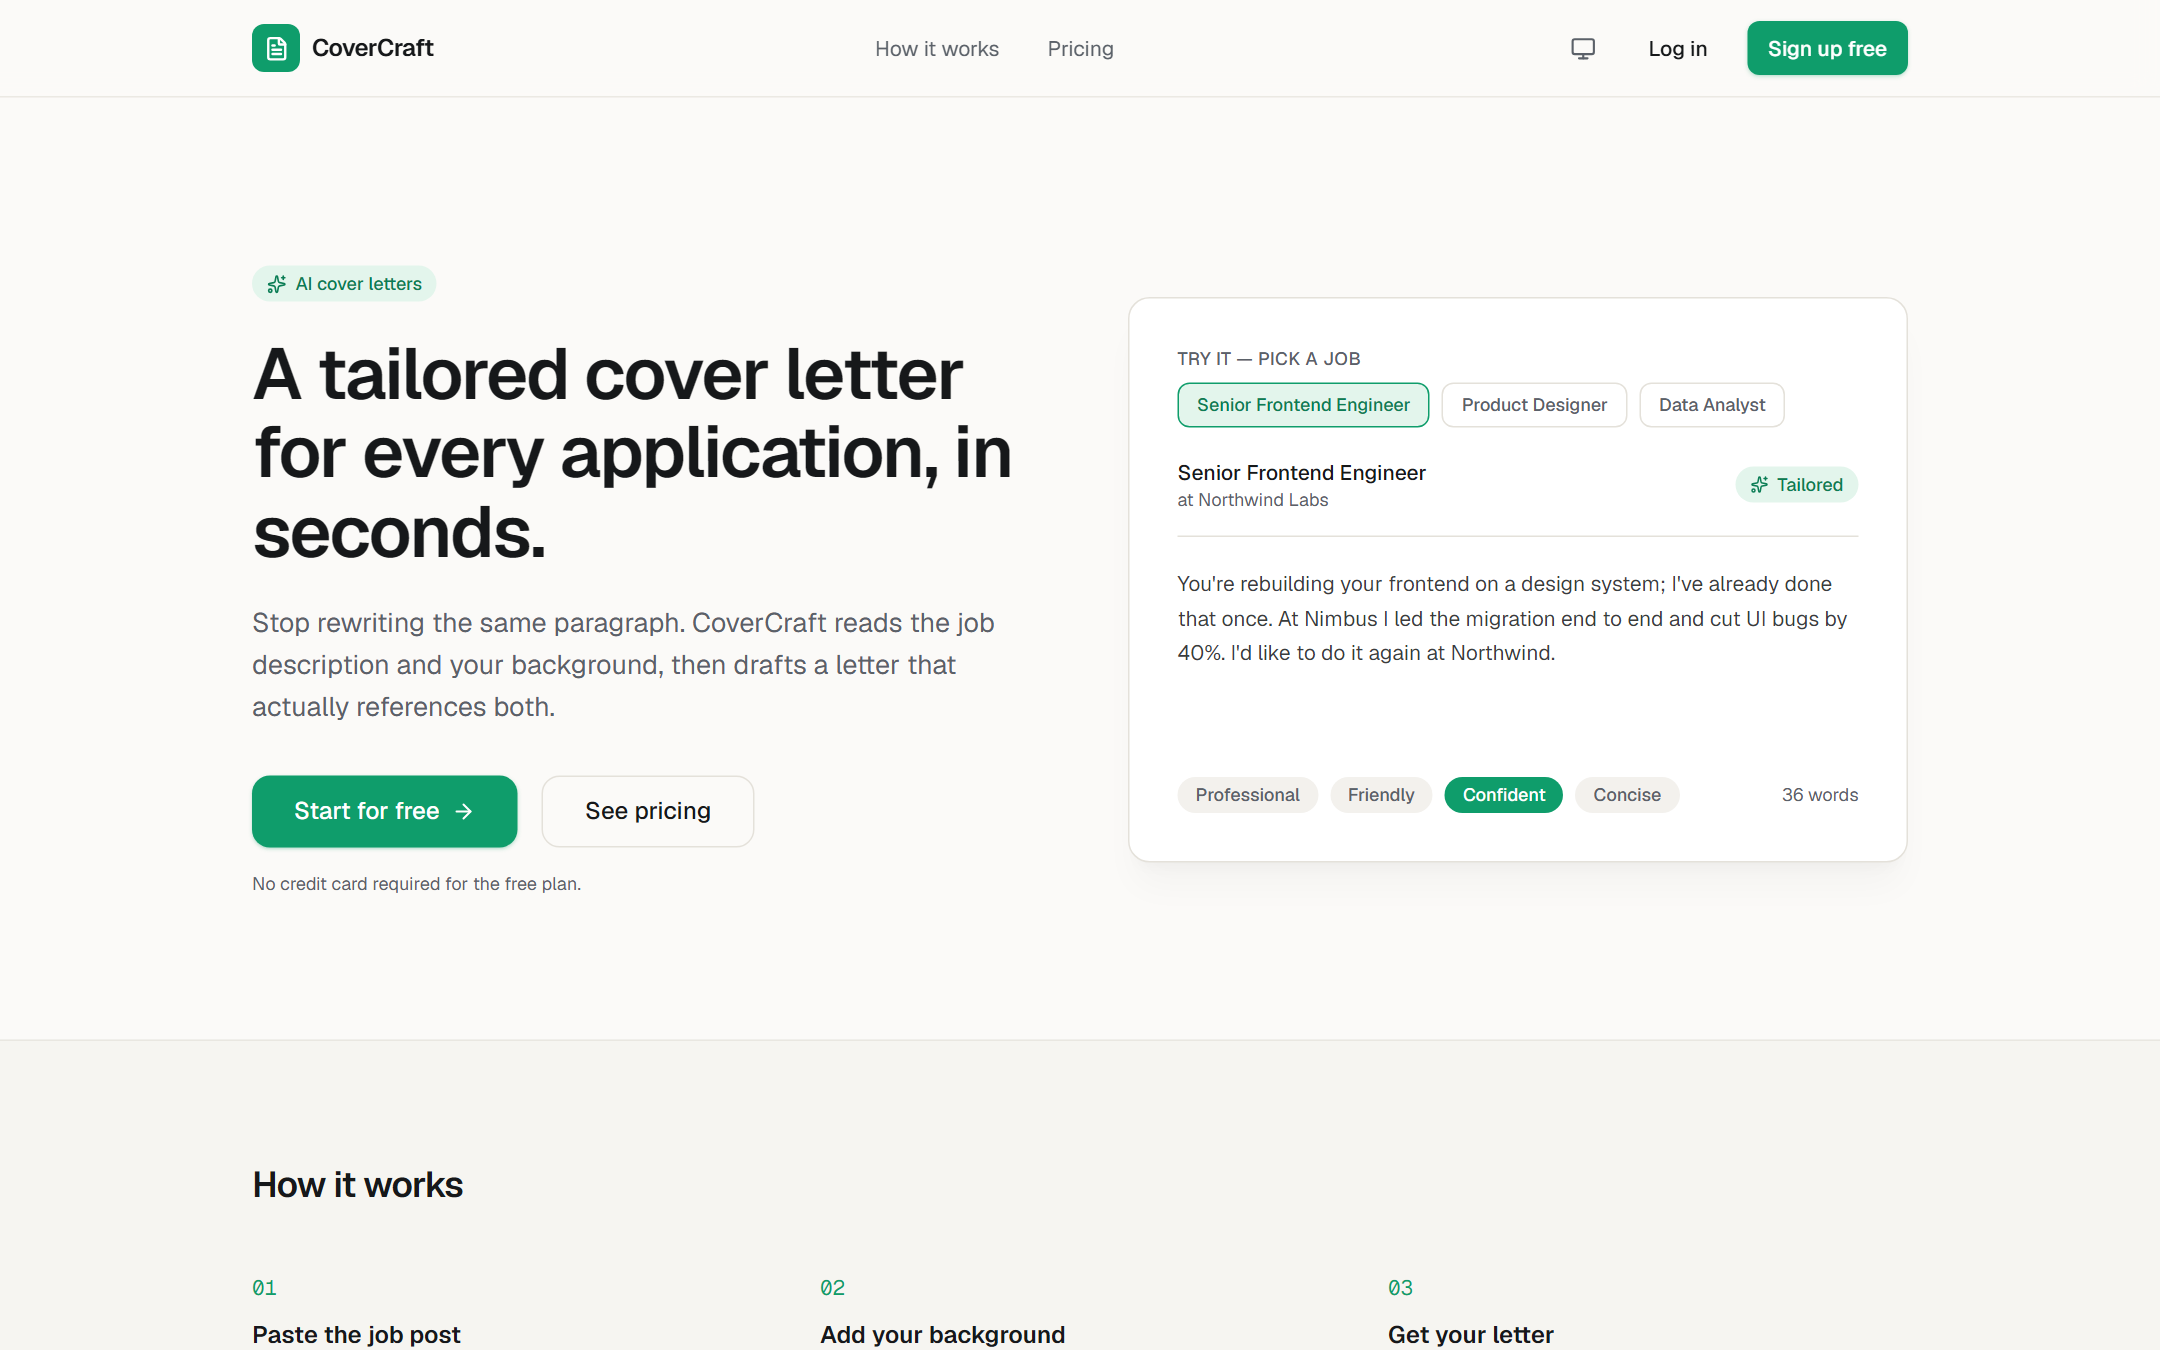 CoverCraft
How it works
Pricing
Log in
Sign up free
AI cover letters
A tailored cover letter
for every application, in
seconds.
Stop rewriting the same paragraph. CoverCraft reads the job
description and your background, then drafts a letter that
actually references both.
Start for free →
See pricing
No credit card required for the free plan.
TRY IT — PICK A JOB
Senior Frontend Engineer
Product Designer
Data Analyst
Senior Frontend Engineer
at Northwind Labs
Tailored
You're rebuilding your frontend on a design system; I've already done
that once. At Nimbus I led the migration end to end and cut UI bugs by
40%. I'd like to do it again at Northwind.
Professional
Friendly
Confident
Concise
36 words
How it works
01
Paste the job post
02
Add your background
03
Get your letter